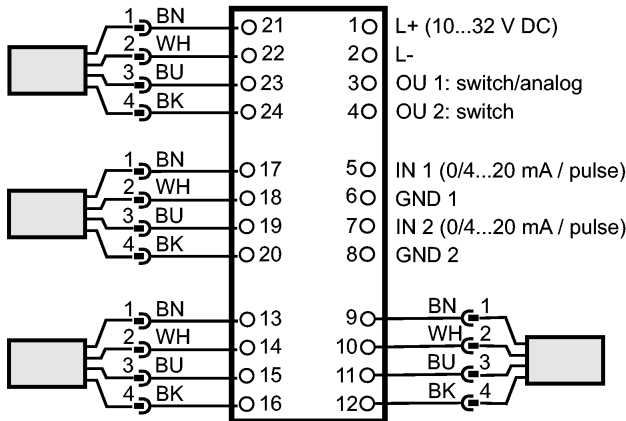 1 BN 21 1 L+ (10...32 V DC)
2 WH 22 2 L-
3 BU 23 3 OU 1: switch/analog
4 BK 24 4 OU 2: switch
1 BN 17 5 IN 1 (0/4...20 mA / pulse)
2 WH 18 6 GND 1
3 BU 19 7 IN 2 (0/4...20 mA / pulse)
4 BK 20 8 GND 2
1 BN 13 9 BN 1
2 WH 14 10 WH 2
3 BU 15 11 BU 3
4 BK 16 12 BK 4